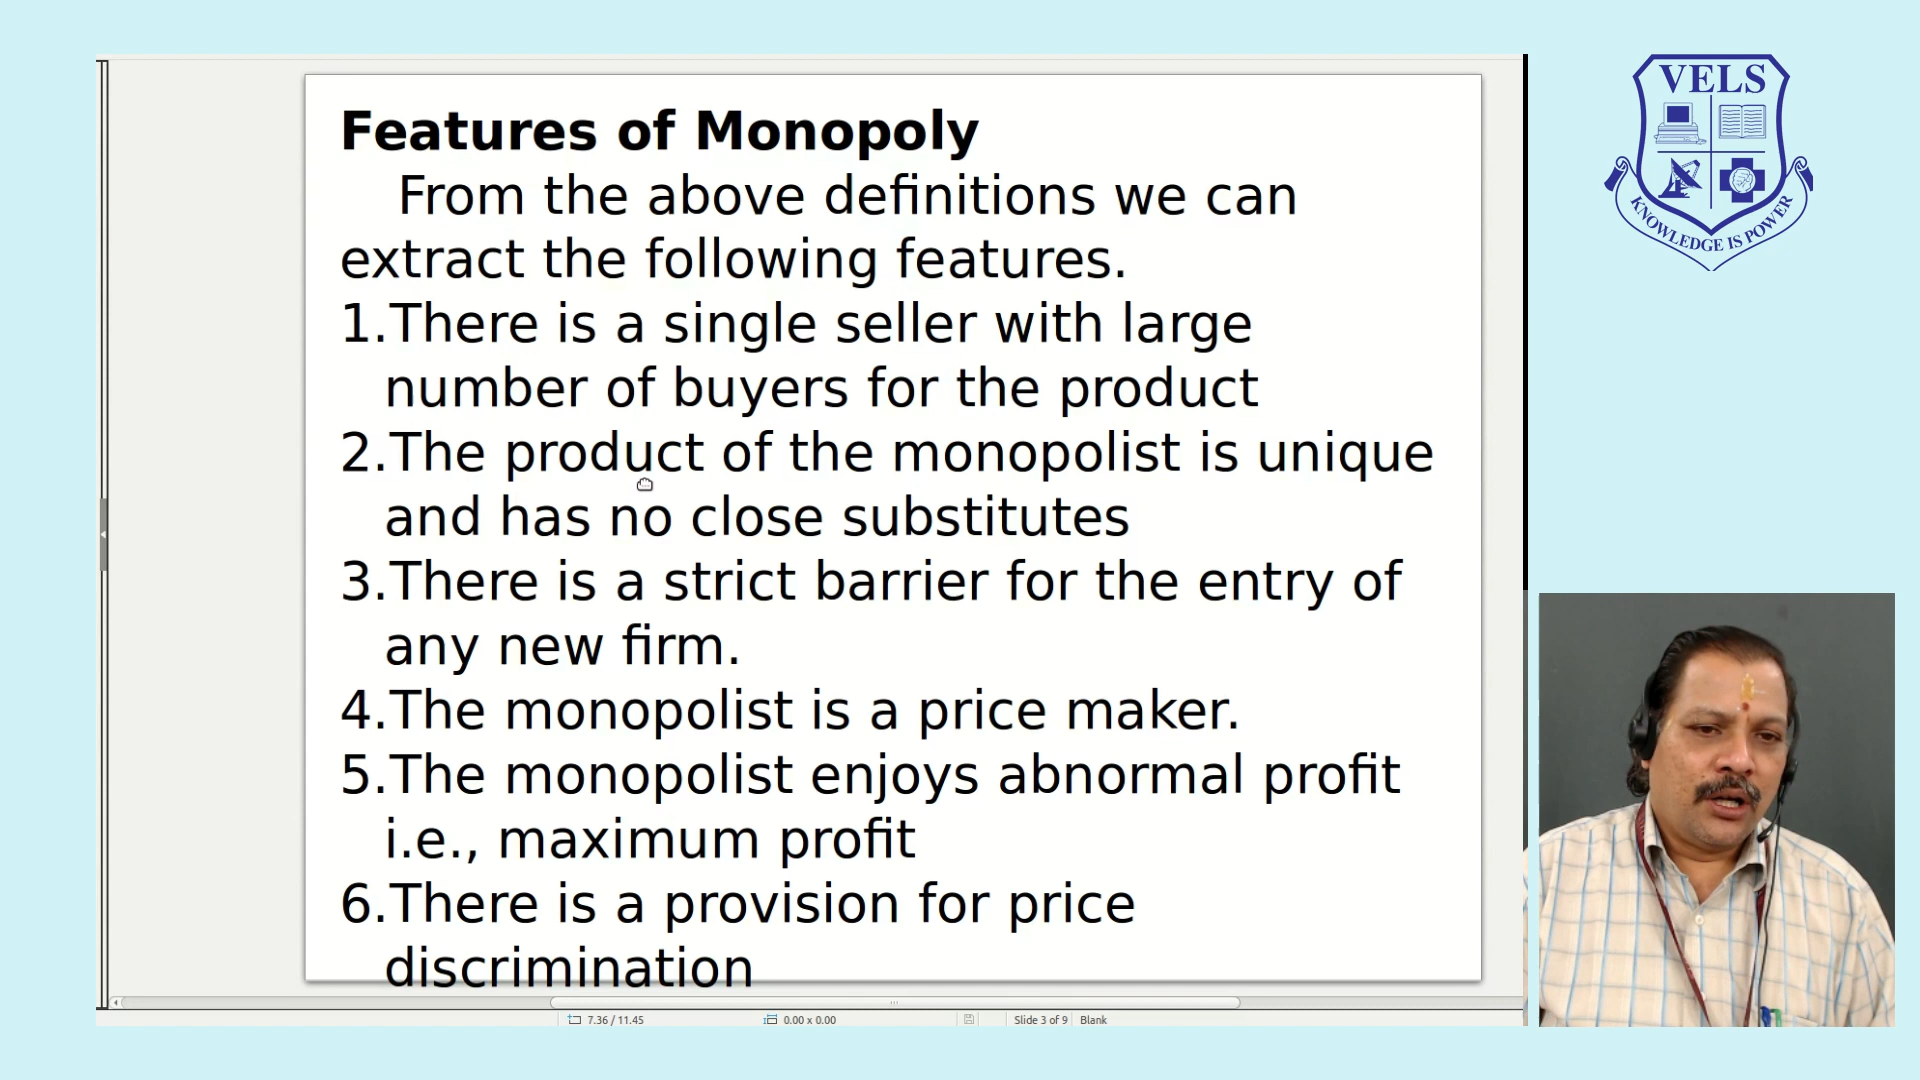 Features of Monopoly
From the above definitions we can
extract the following features.
1.There is a single seller with large
number of buyers for the product
2.The product of the monopolist is unique
and has no close substitutes
3.There is a strict barrier for the entry of
any new firm.
4.The monopolist is a price maker.
5.The monopolist enjoys abnormal profit
i.e., maximum profit
6.There is a provision for price
discrimination
7.36 / 11.45
0.00 x 0.00
Slide 3 of 9
Blank
VELS
KNOWLEDGE IS POWER